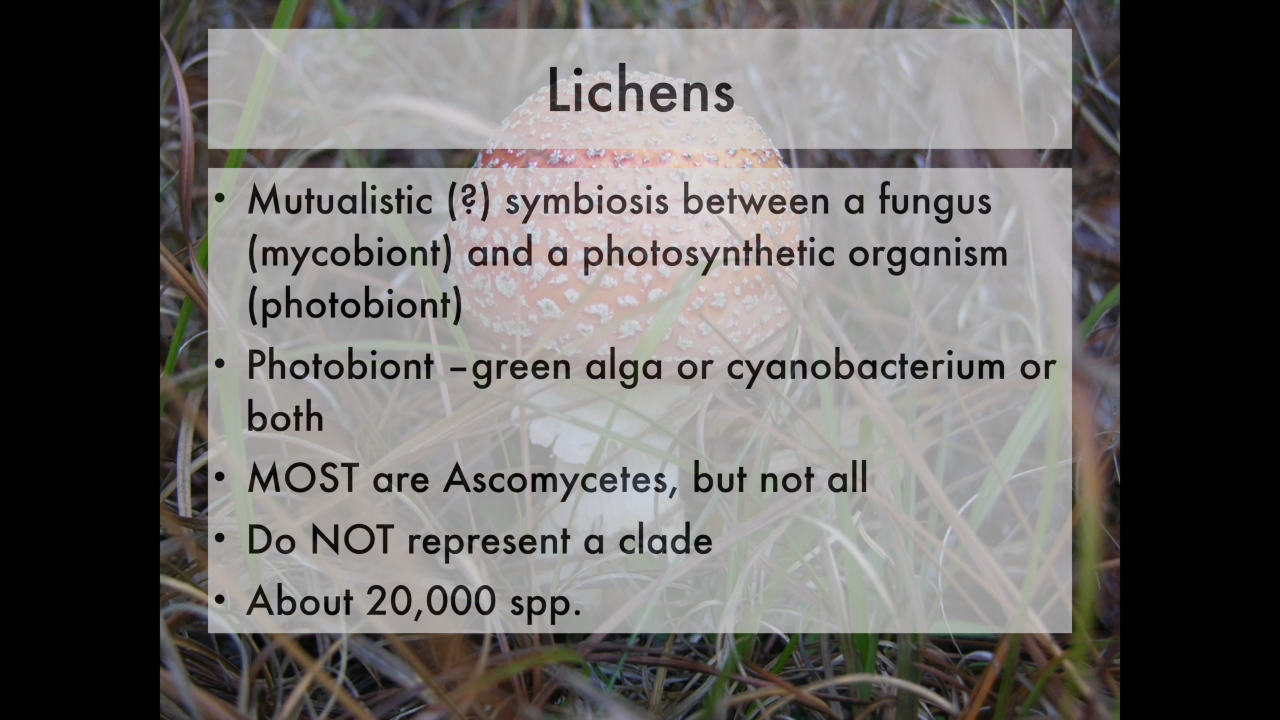 Lichens
• Mutualistic (?) symbiosis between a fungus
(mycobiont) and a photosynthetic organism
(photobiont)
• Photobiont –green alga or cyanobacterium or
both
• MOST are Ascomycetes, but not all
• Do NOT represent a clade
• About 20,000 spp.